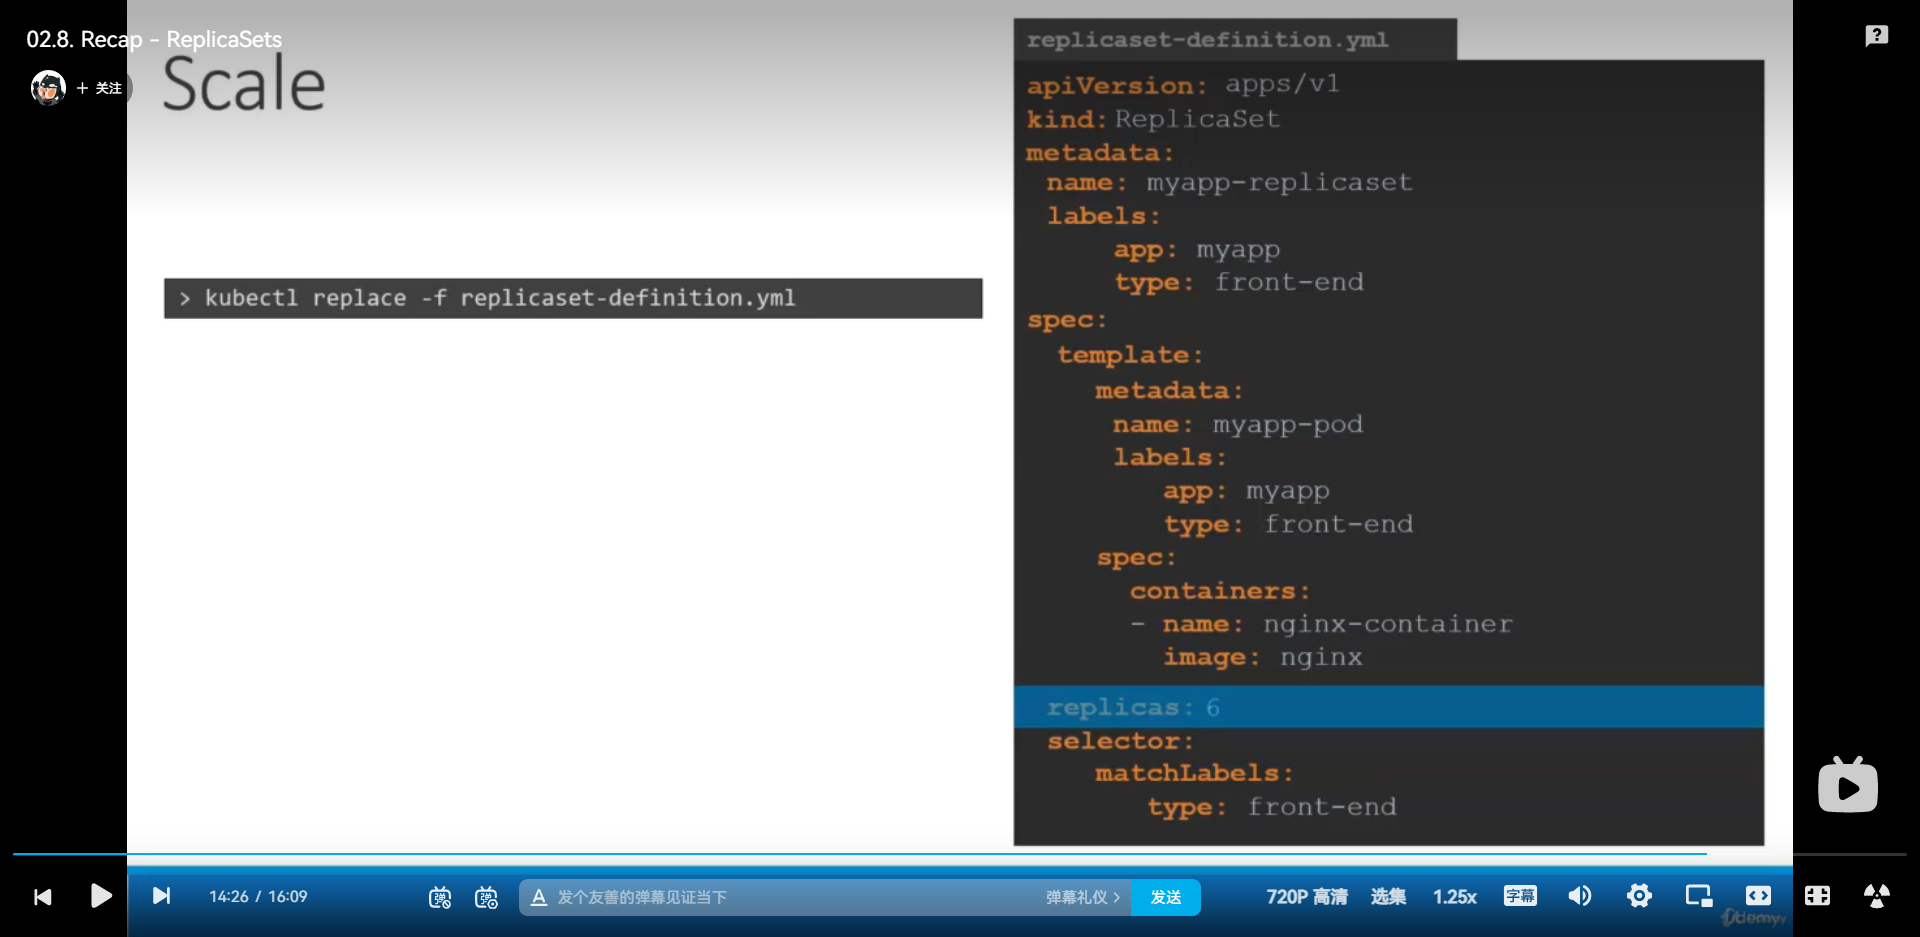 02.8. Recap - ReplicaSets
+ 关注
Scale
> kubectl replace -f replicaset-definition.yml
replicaset-definition.yml
apiVersion: apps/v1
kind: ReplicaSet
metadata:
name: myapp-replicaset
labels:
app: myapp
type: front-end
spec:
template:
metadata:
name: myapp-pod
labels:
app: myapp
type: front-end
spec:
containers:
- name: nginx-container
image: nginx
replicas: 6
selector:
matchLabels:
type: front-end
14:26 / 16:09
弹
弹
A 发个友善的弹幕见证当下
弹幕礼仪 >
发送
720P 高清
选集
1.25x
字幕
Udemy